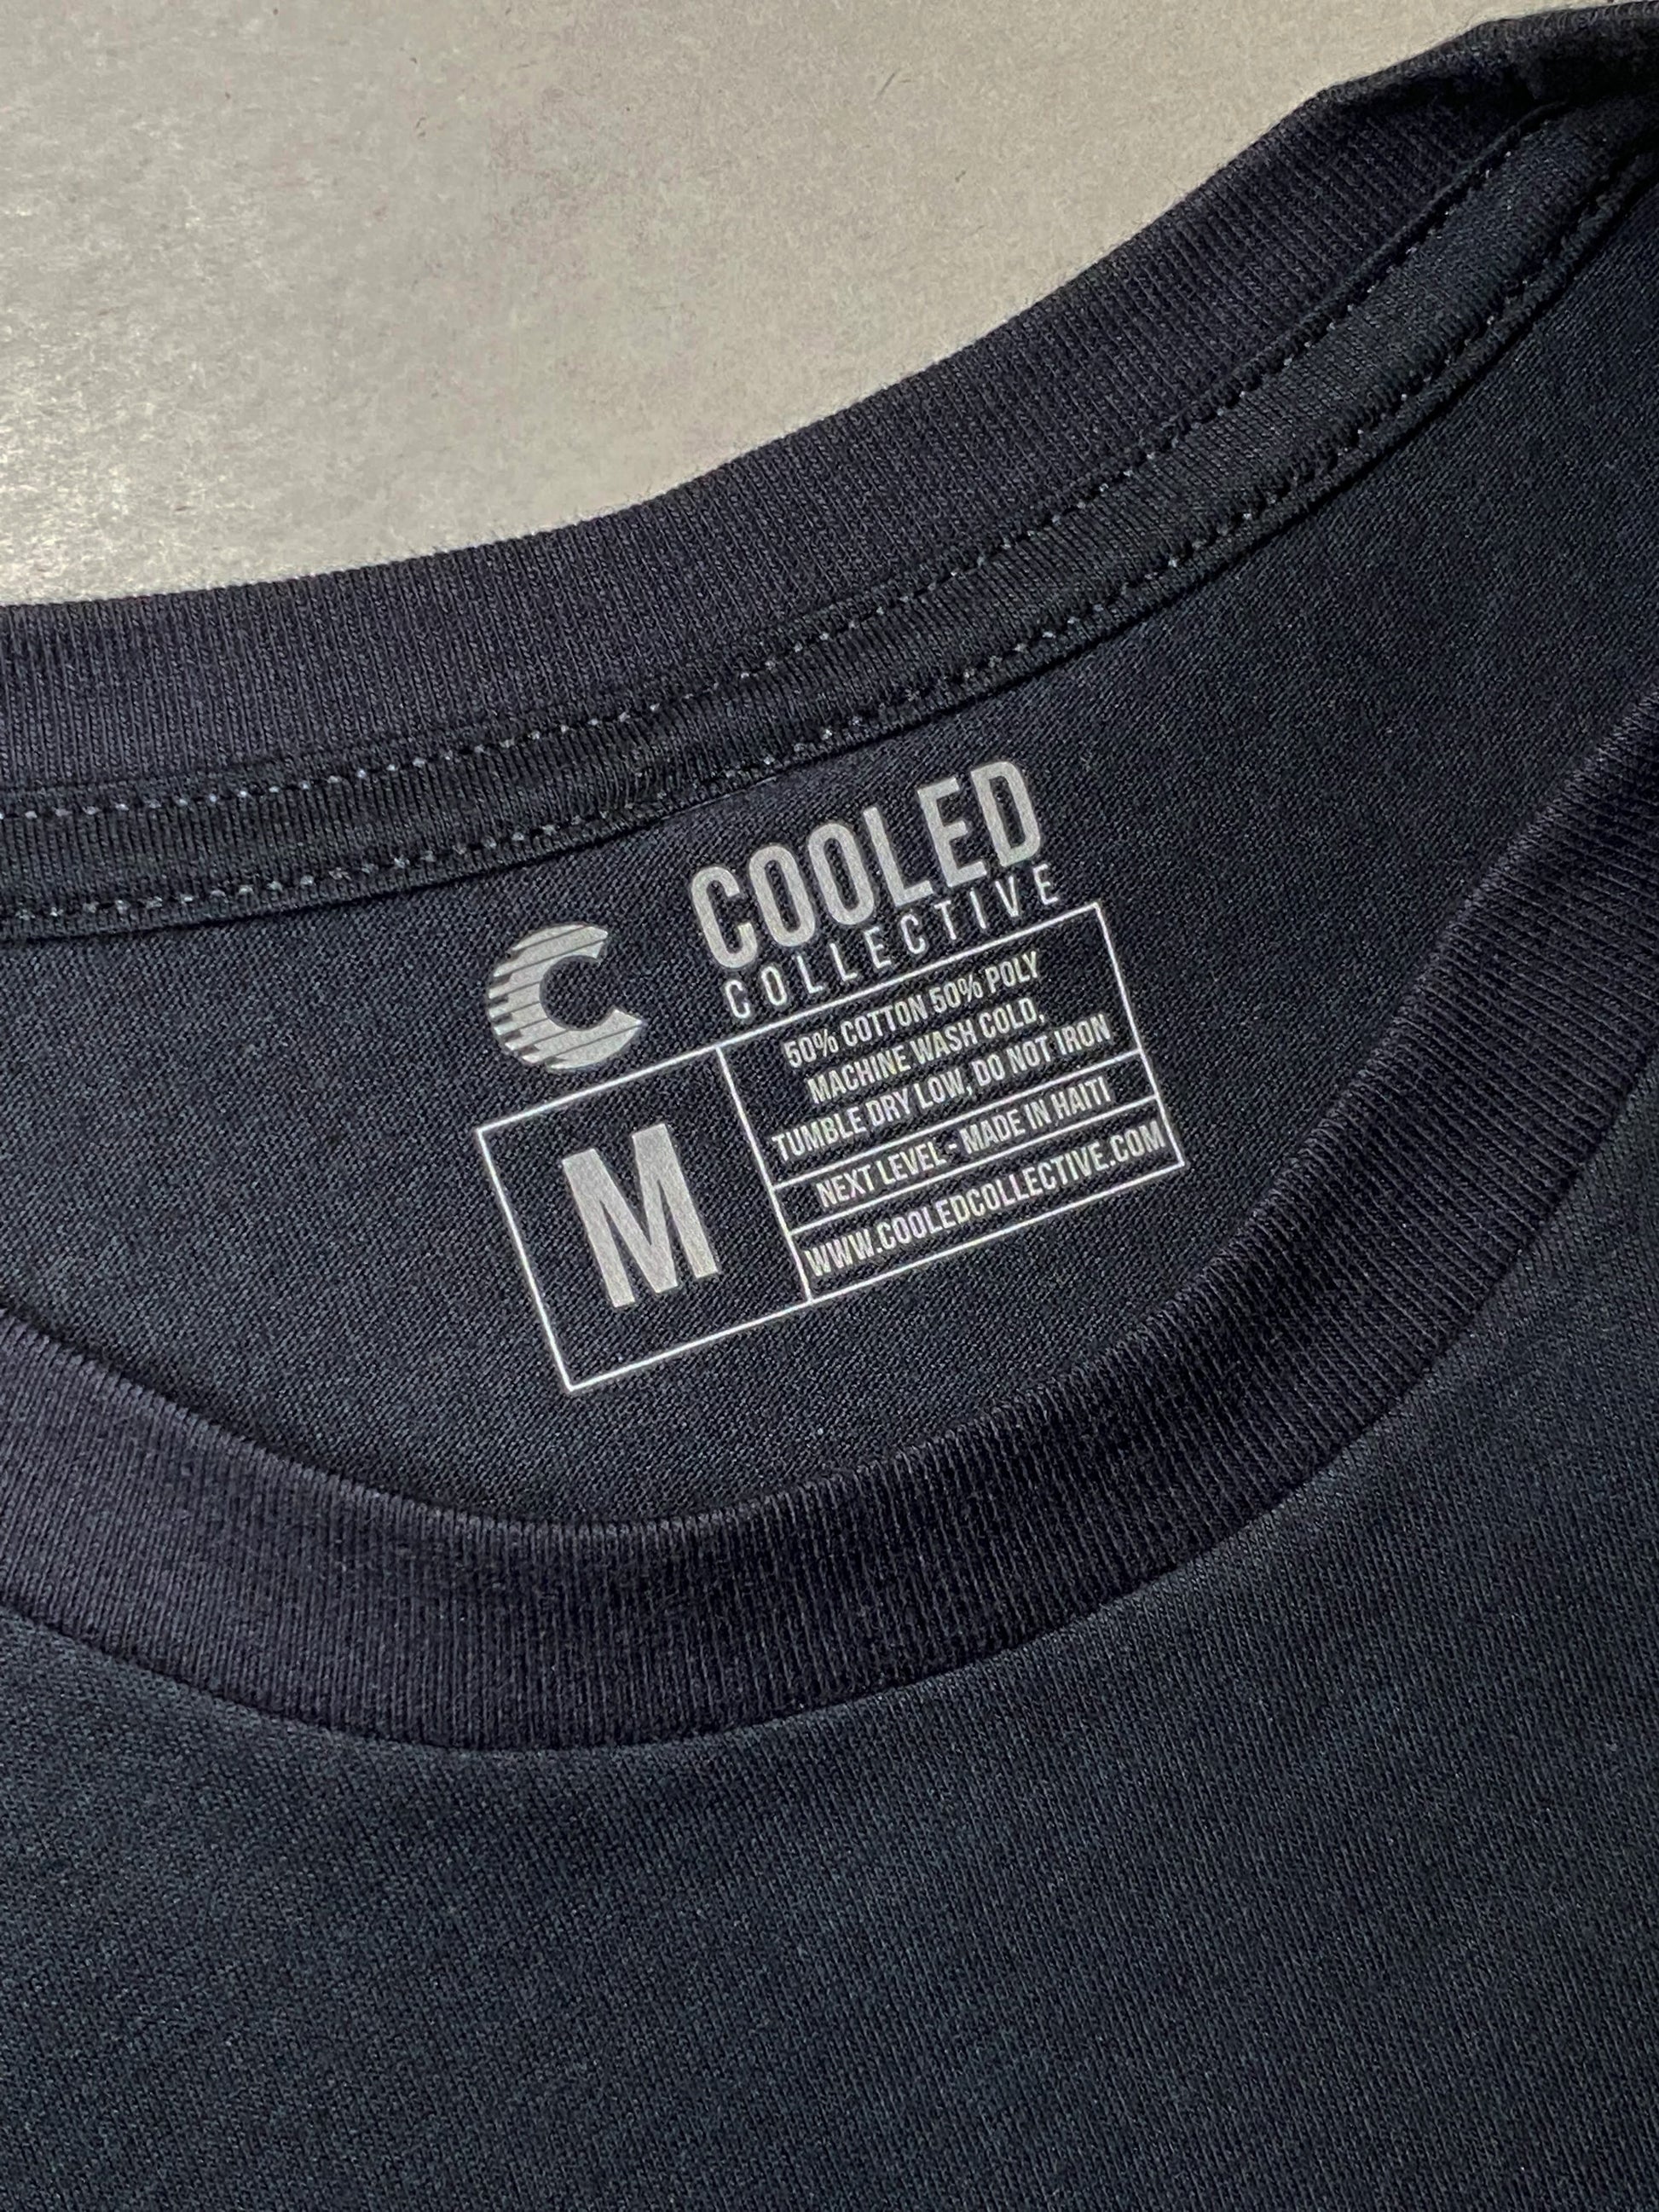 C
COOLED
COLLECTIVE
M
50% COTTON 50% POLY
MACHINE WASH COLD,
TUMBLE DRY LOW, DO NOT IRON
NEXT LEVEL - MADE IN HAITI
WWW.COOLEDCOLLECTIVE.COM